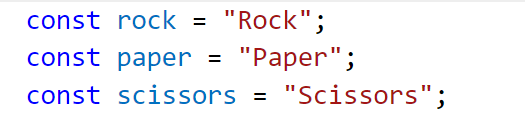 const rock = "Rock";
const paper = "Paper";
const scissors = "Scissors";